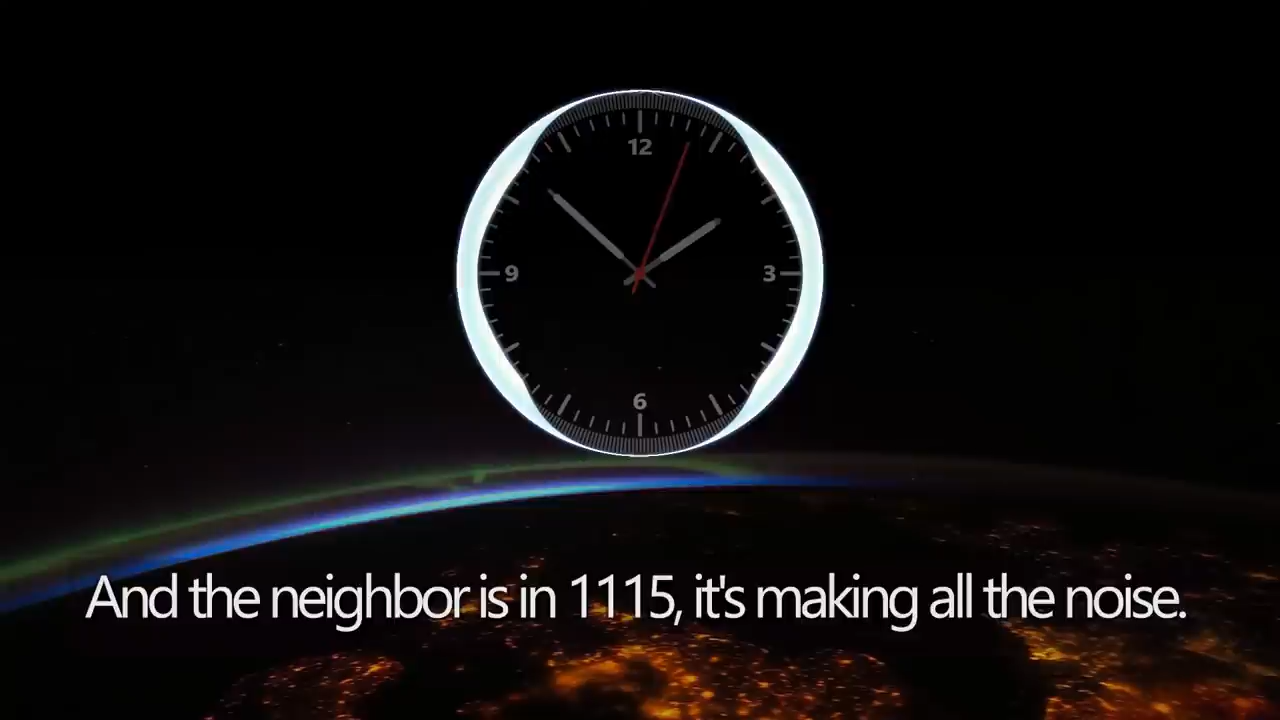 12
9
3
6
And the neighbor is in 1115, it's making all the noise.